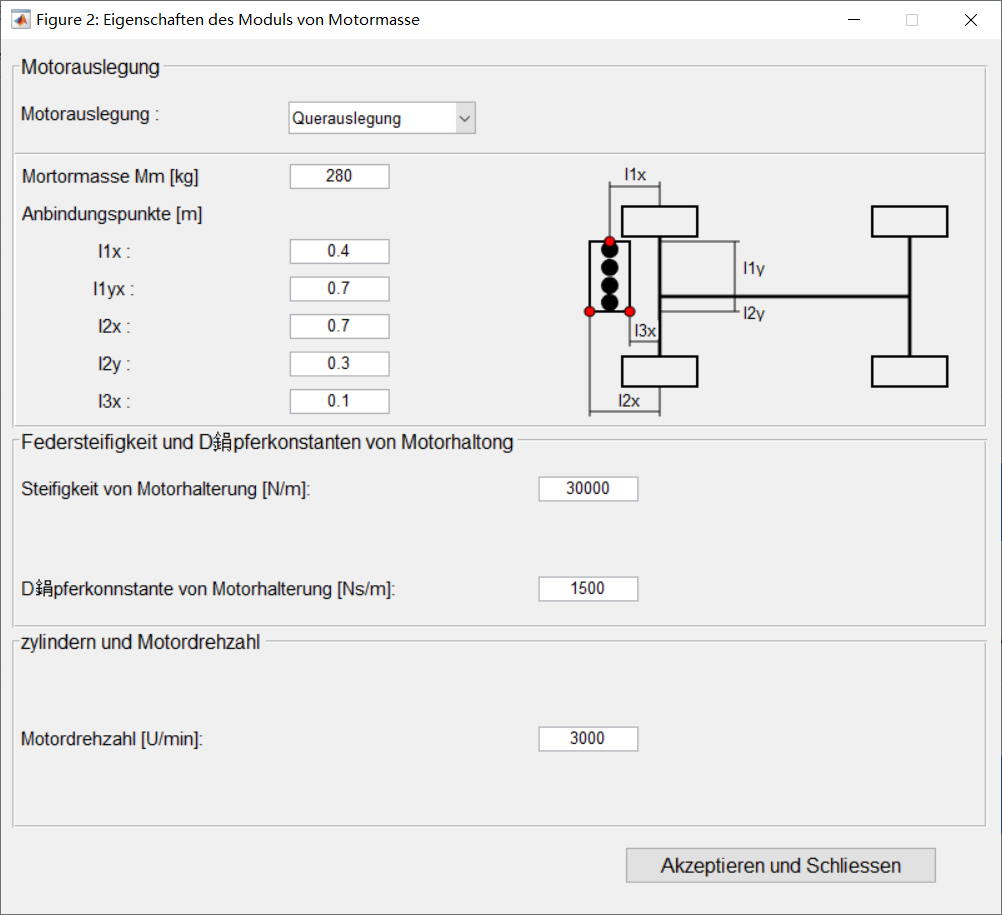 Figure 2: Eigenschaften des Moduls von Motormasse
Motorauslegung
Motorauslegung :
Querauslegung
Mortormasse Mm [kg]
280
Anbindungspunkte [m]
l1x :
0.4
l1yx :
0.7
l2x :
0.7
l2y :
0.3
l3x :
0.1
l1x
l1y
l2y
l3x
l2x
Federsteifigkeit und D鋗pferkonstanten von Motorhaltong
Steifigkeit von Motorhalterung [N/m]:
30000
D鋗pferkonnstante von Motorhalterung [Ns/m]:
1500
zylindern und Motordrehzahl
Motordrehzahl [U/min]:
3000
Akzeptieren und Schliessen